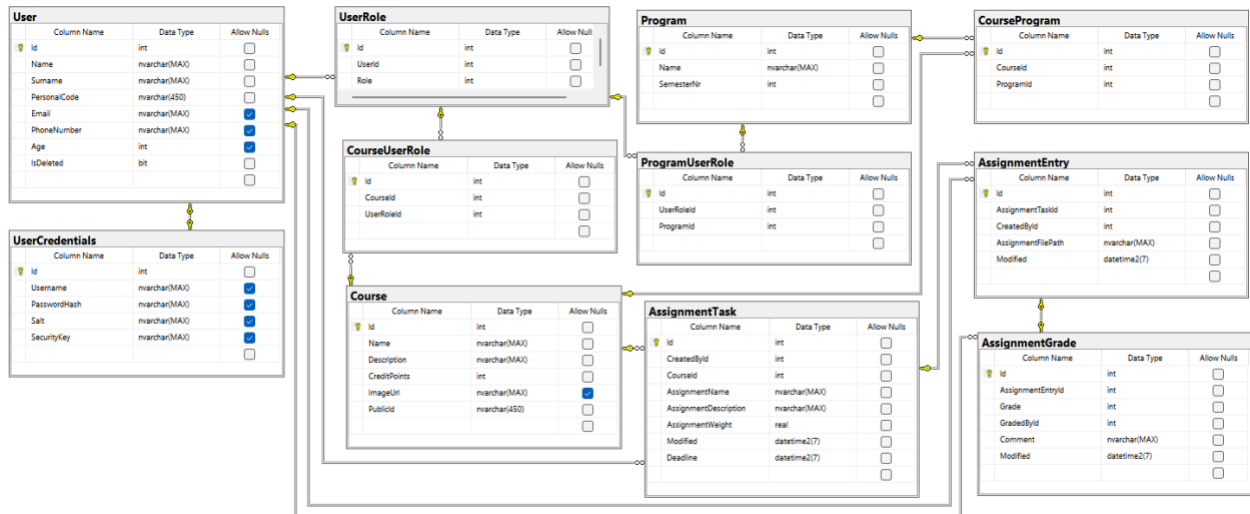 User
Column Name Data Type Allow Nulls
Id int
Name nvarchar(MAX)
Surname nvarchar(MAX)
PersonalCode nvarchar(450)
Email nvarchar(MAX)
PhoneNumber nvarchar(MAX)
Age int
IsDeleted bit
UserCredentials
Column Name Data Type Allow Nulls
Id int
Username nvarchar(MAX)
PasswordHash nvarchar(MAX)
Salt nvarchar(MAX)
SecurityKey nvarchar(MAX)
UserRole
Column Name Data Type Allow Null
Id int
UserId int
Role int
CourseUserRole
Column Name Data Type Allow Nulls
Id int
CourseId int
UserRoleId int
Course
Column Name Data Type Allow Nulls
Id int
Name nvarchar(MAX)
Description nvarchar(MAX)
CreditPoints int
ImageUrl nvarchar(MAX)
PublicId nvarchar(450)
Program
Column Name Data Type Allow Nulls
Id int
Name nvarchar(MAX)
SemesterNr int
ProgramUserRole
Column Name Data Type Allow Nulls
Id int
UserRoleId int
ProgramId int
AssignmentTask
Column Name Data Type Allow Nulls
Id int
CreatedById int
CourseId int
AssignmentName nvarchar(MAX)
AssignmentDescription nvarchar(MAX)
AssignmentWeight real
Modified datetime2(7)
Deadline datetime2(7)
CourseProgram
Column Name Data Type Allow Nulls
Id int
CourseId int
ProgramId int
AssignmentEntry
Column Name Data Type Allow Nulls
Id int
AssignmentTaskId int
CreatedById int
AssignmentFilePath nvarchar(MAX)
Modified datetime2(7)
AssignmentGrade
Column Name Data Type Allow Nulls
Id int
AssignmentEntryId int
Grade int
GradedById int
Comment nvarchar(MAX)
Modified datetime2(7)